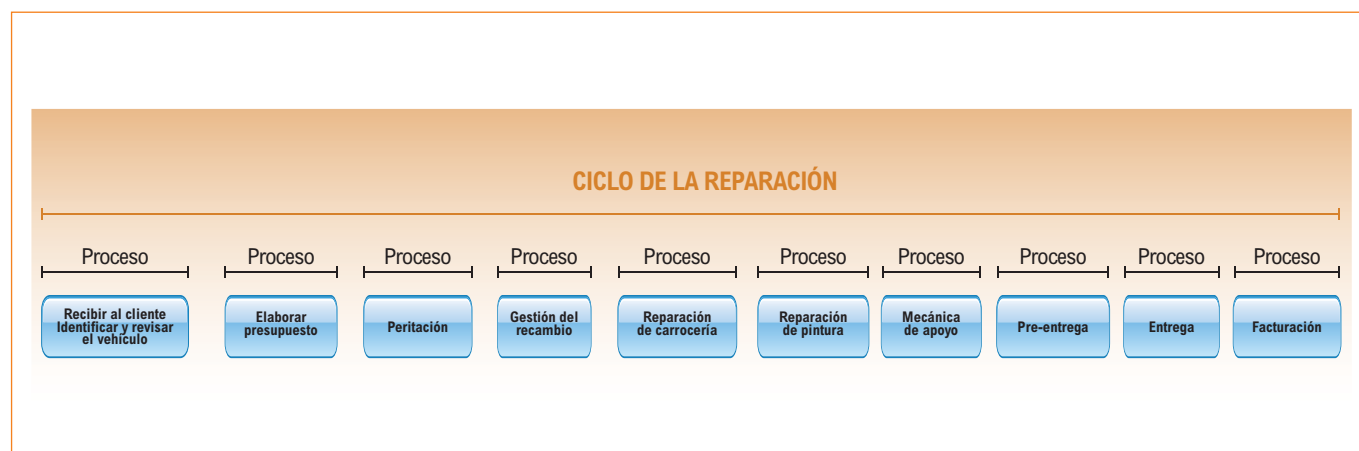 CICLO DE LA REPARACIÓN
Proceso
Proceso
Proceso
Proceso
Proceso
Proceso
Proceso
Proceso
Proceso
Proceso
Recibir al cliente
Identificar y revisar
el vehículo
Elaborar
presupuesto
Peritación
Gestión del
recambio
Reparación
de carrocería
Reparación
de pintura
Mecánica
de apoyo
Pre-entrega
Entrega
Facturación